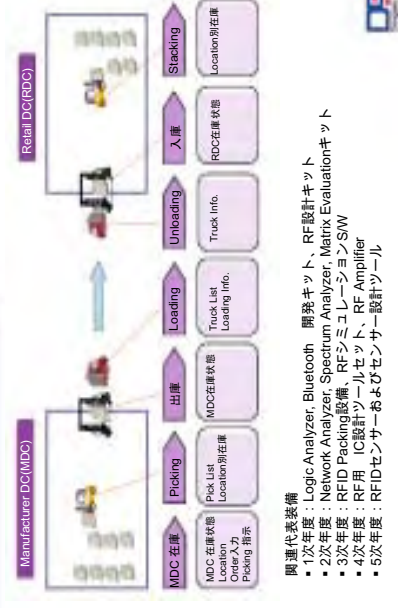 Manufacturer DC(MDC)
Retail DC(RDC)
MDC 在庫
Picking
出庫
Loading
Unloading
入庫
Stacking
MDC 在庫状態
Location
Order入力
Picking 指示
Pick List
Location別在庫
MDC在庫状態
Truck List
Loading Info.
Truck Info.
RDC在庫状態
Location別在庫
関連代表装備
▪ 1次年度：Logic Analyzer, Bluetooth 開発キット、RF設計キット
▪ 2次年度：Network Analyzer, Spectrum Analyzer, Matrix Evaluationキット
▪ 3次年度：RFID Packing設備、RFシミュレーションS/W
▪ 4次年度：RF用 IC設計ツールセット、RF Amplifier
▪ 5次年度：RFIDセンサーおよびセンサー設計ツール